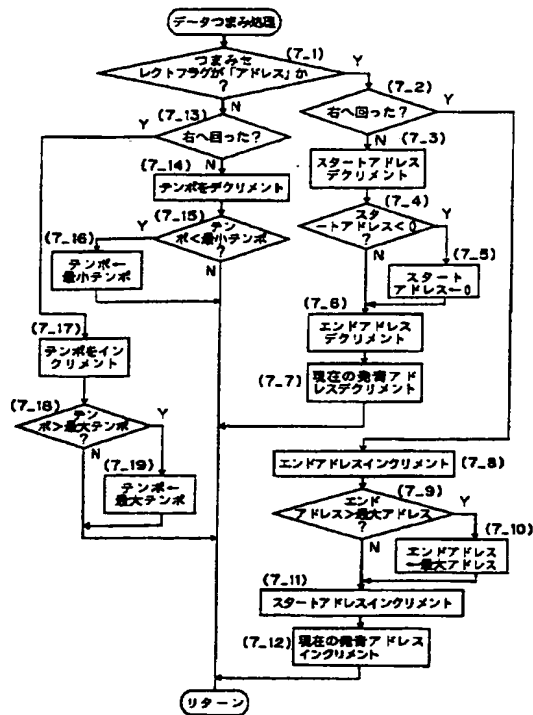 データつまみ処理
(7_1)
つまみセ
レクトフラグが「アドレス」か
?
Y
N
(7_2)
右へ回った?
Y
N
(7_13)
Y
右へ回った?
N
(7_3)
スタートアドレス
デクリメント
(7_14)
テンポをデクリメント
(7_4)
スタ
ートアドレス<0
?
Y
N
(7_15)
Y
テン
ポ<最小テンポ
?
N
(7_16)
テンポ←
最小テンポ
(7_5)
スタート
アドレス←0
(7_6)
エンドアドレス
デクリメント
(7_17)
テンポをイン
クリメント
(7_7)
現在の発音アド
レスデクリメント
(7_18)
テン
ポ>最大テンポ
?
Y
N
(7_8)
エンドアドレスインクリメント
(7_19)
テンポ←
最大テンポ
(7_9)
エンド
アドレス>最大アドレス
?
Y
N
(7_10)
エンドアドレス
←最大アドレス
(7_11)
スタートアドレスインクリメント
(7_12)
現在の発音アドレス
インクリメント
リターン